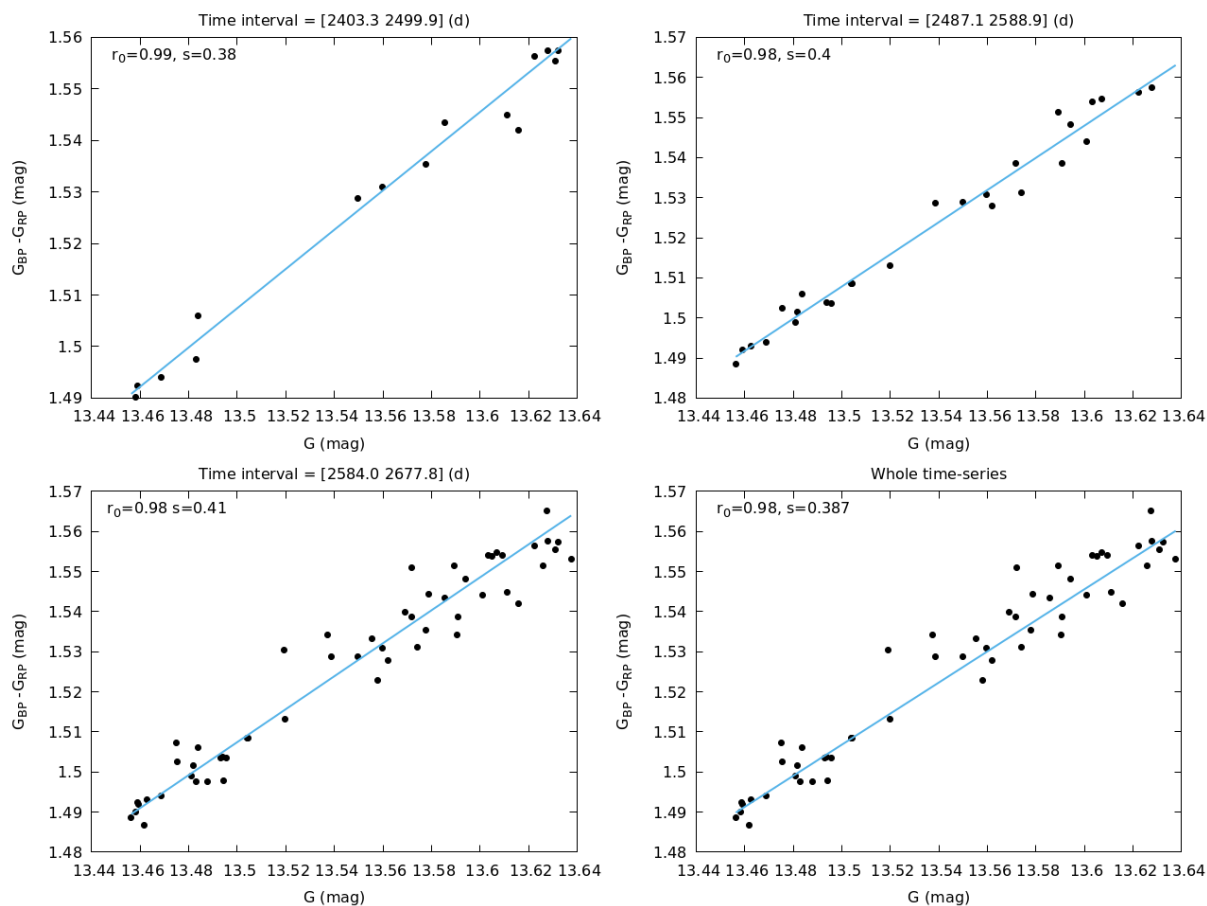 Time interval = [2403.3 2499.9] (d)
r0=0.99, s=0.38
1.56
1.55
1.54
1.53
1.52
1.51
1.5
1.49
GBP -GRP (mag)
13.44 13.46 13.48 13.5 13.52 13.54 13.56 13.58 13.6 13.62 13.64
G (mag)
Time interval = [2487.1 2588.9] (d)
r0=0.98, s=0.4
1.57
1.56
1.55
1.54
1.53
1.52
1.51
1.5
1.49
1.48
GBP -GRP (mag)
13.44 13.46 13.48 13.5 13.52 13.54 13.56 13.58 13.6 13.62 13.64
G (mag)
Time interval = [2584.0 2677.8] (d)
r0=0.98 s=0.41
1.57
1.56
1.55
1.54
1.53
1.52
1.51
1.5
1.49
1.48
GBP -GRP (mag)
13.44 13.46 13.48 13.5 13.52 13.54 13.56 13.58 13.6 13.62 13.64
G (mag)
Whole time-series
r0=0.98, s=0.387
1.57
1.56
1.55
1.54
1.53
1.52
1.51
1.5
1.49
1.48
GBP -GRP (mag)
13.44 13.46 13.48 13.5 13.52 13.54 13.56 13.58 13.6 13.62 13.64
G (mag)